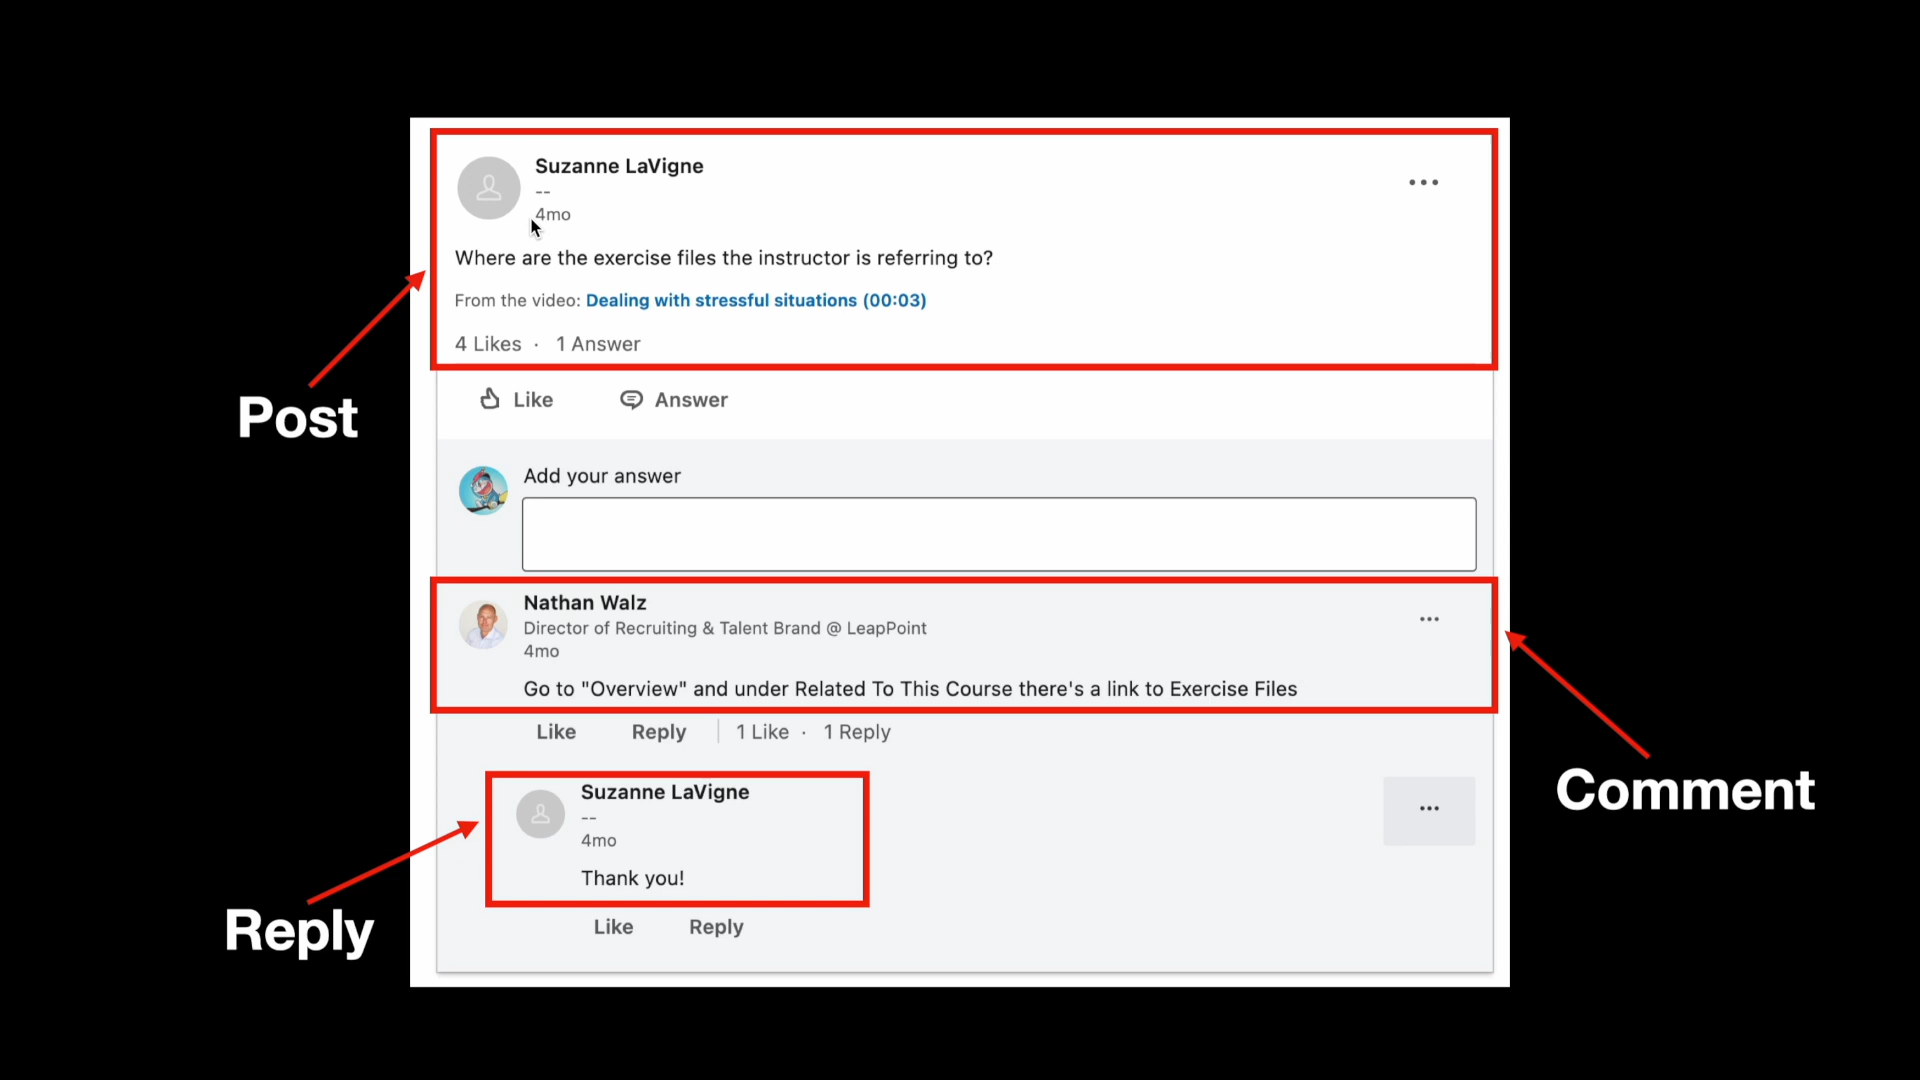 Suzanne LaVigne
--
4mo
Where are the exercise files the instructor is referring to?
From the video: Dealing with stressful situations (00:03)
4 Likes · 1 Answer
Like Answer
Post
Add your answer
Nathan Walz
Director of Recruiting & Talent Brand @ LeapPoint
4mo
Go to "Overview" and under Related To This Course there's a link to Exercise Files
Like Reply 1 Like · 1 Reply
Comment
Suzanne LaVigne
--
4mo
Thank you!
Like Reply
Reply